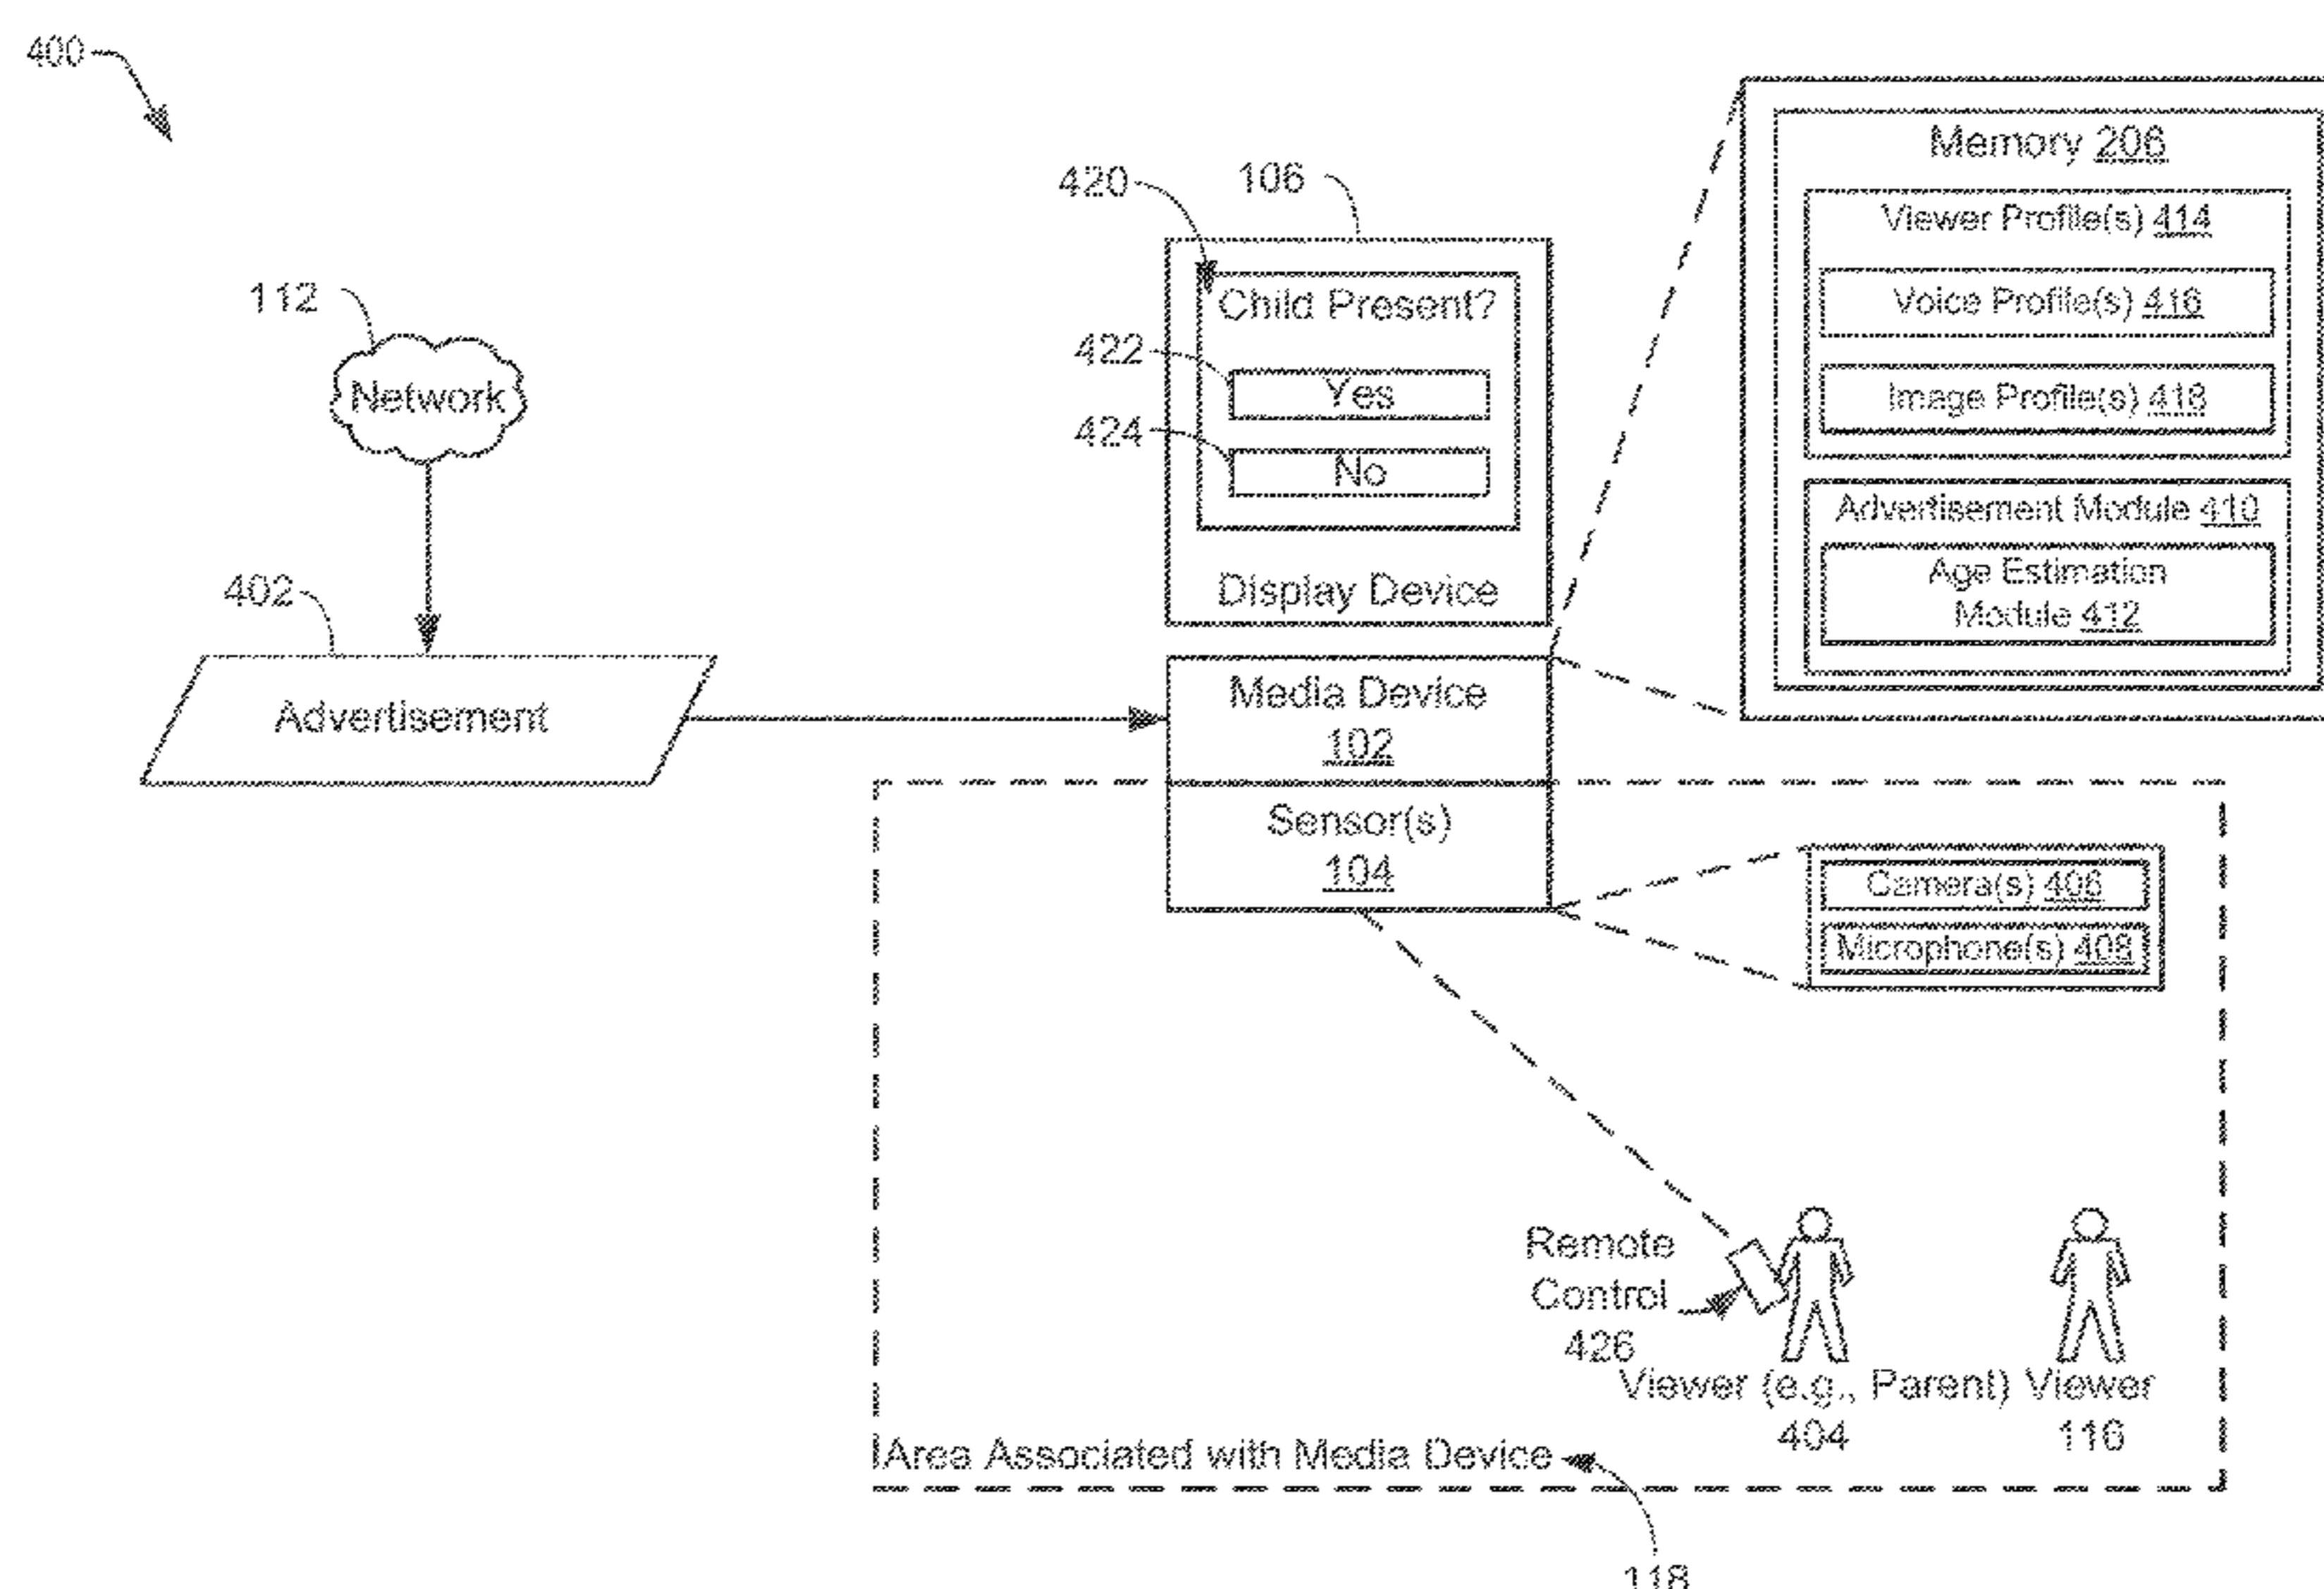 400
112
Network
402
Advertisement
420
106
Child Present?
422
Yes
424
No
Display Device
Media Device
102
Sensor(s)
104
Memory 206
Viewer Profile(s) 414
Voice Profile(s) 416
Image Profile(s) 418
Advertisement Module 410
Age Estimation
Module 412
Camera(s) 406
Microphone(s) 408
Remote
Control
426
Viewer (e.g., Parent)
404
Viewer
116
Area Associated with Media Device
118